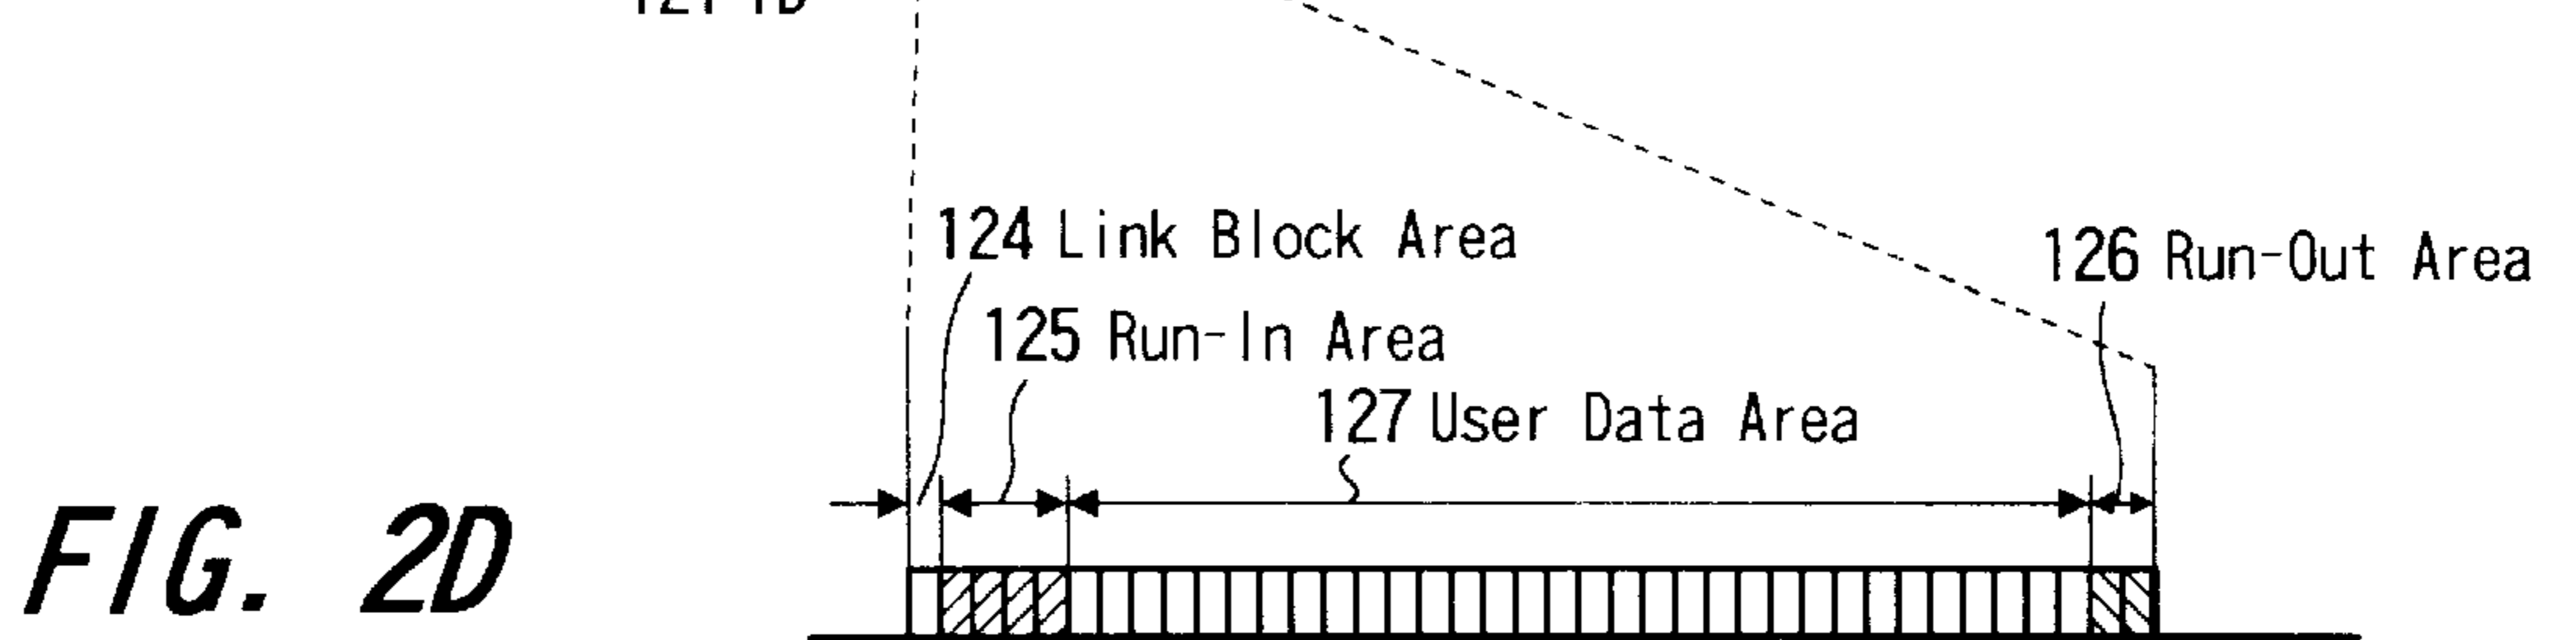 124 Link Block Area
126 Run-Out Area
125 Run-In Area
127 User Data Area
FIG. 2D